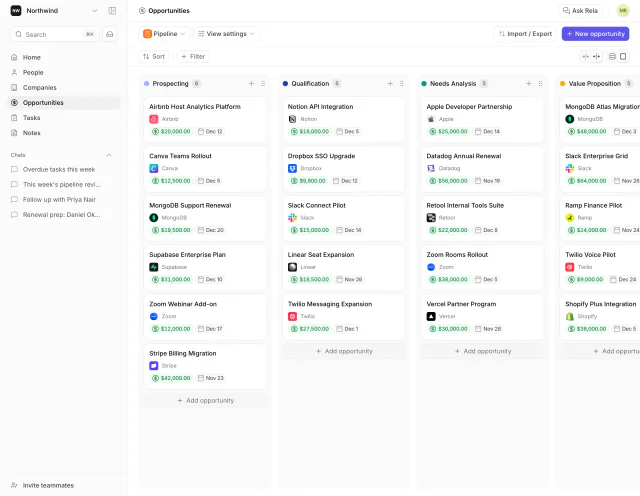 NW Northwind
Search ⌘K
Home
People
Companies
Opportunities
Tasks
Notes
Chats
Overdue tasks this week
This week's pipeline revi...
Follow up with Priya Nair
Renewal prep: Daniel Ok...
Invite teammates
Opportunities
Ask Rela
Pipeline
View settings
Import / Export
New opportunity
Sort
Filter
Prospecting 6
Airbnb Host Analytics Platform
Airbnb
$20,000.00 Dec 12
Canva Teams Rollout
Canva
$12,500.00 Dec 5
MongoDB Support Renewal
MongoDB
$19,500.00 Dec 20
Supabase Enterprise Plan
Supabase
$31,000.00 Dec 10
Zoom Webinar Add-on
Zoom
$12,000.00 Dec 17
Stripe Billing Migration
Stripe
$42,000.00 Nov 23
Add opportunity
Qualification 5
Notion API Integration
Notion
$18,000.00 Dec 5
Dropbox SSO Upgrade
Dropbox
$9,800.00 Dec 12
Slack Connect Pilot
Slack
$15,000.00 Dec 14
Linear Seat Expansion
Linear
$16,500.00 Nov 26
Twilio Messaging Expansion
Twilio
$27,500.00 Dec 1
Add opportunity
Needs Analysis 5
Apple Developer Partnership
Apple
$25,000.00 Dec 14
Datadog Annual Renewal
Datadog
$56,000.00 Nov 19
Retool Internal Tools Suite
Retool
$22,000.00 Dec 8
Zoom Rooms Rollout
Zoom
$38,000.00 Dec 5
Vercel Partner Program
Vercel
$30,000.00 Nov 28
Add opportunity
Value Proposition 5
MongoDB Atlas Migration
MongoDB
$48,000.00 Dec 3
Slack Enterprise Grid
Slack
$64,000.00 Nov 28
Ramp Finance Pilot
Ramp
$24,000.00 Nov 24
Twilio Voice Pilot
Twilio
$9,000.00 Dec 24
Shopify Plus Integration
Shopify
$36,000.00 Dec 5
Add opportu